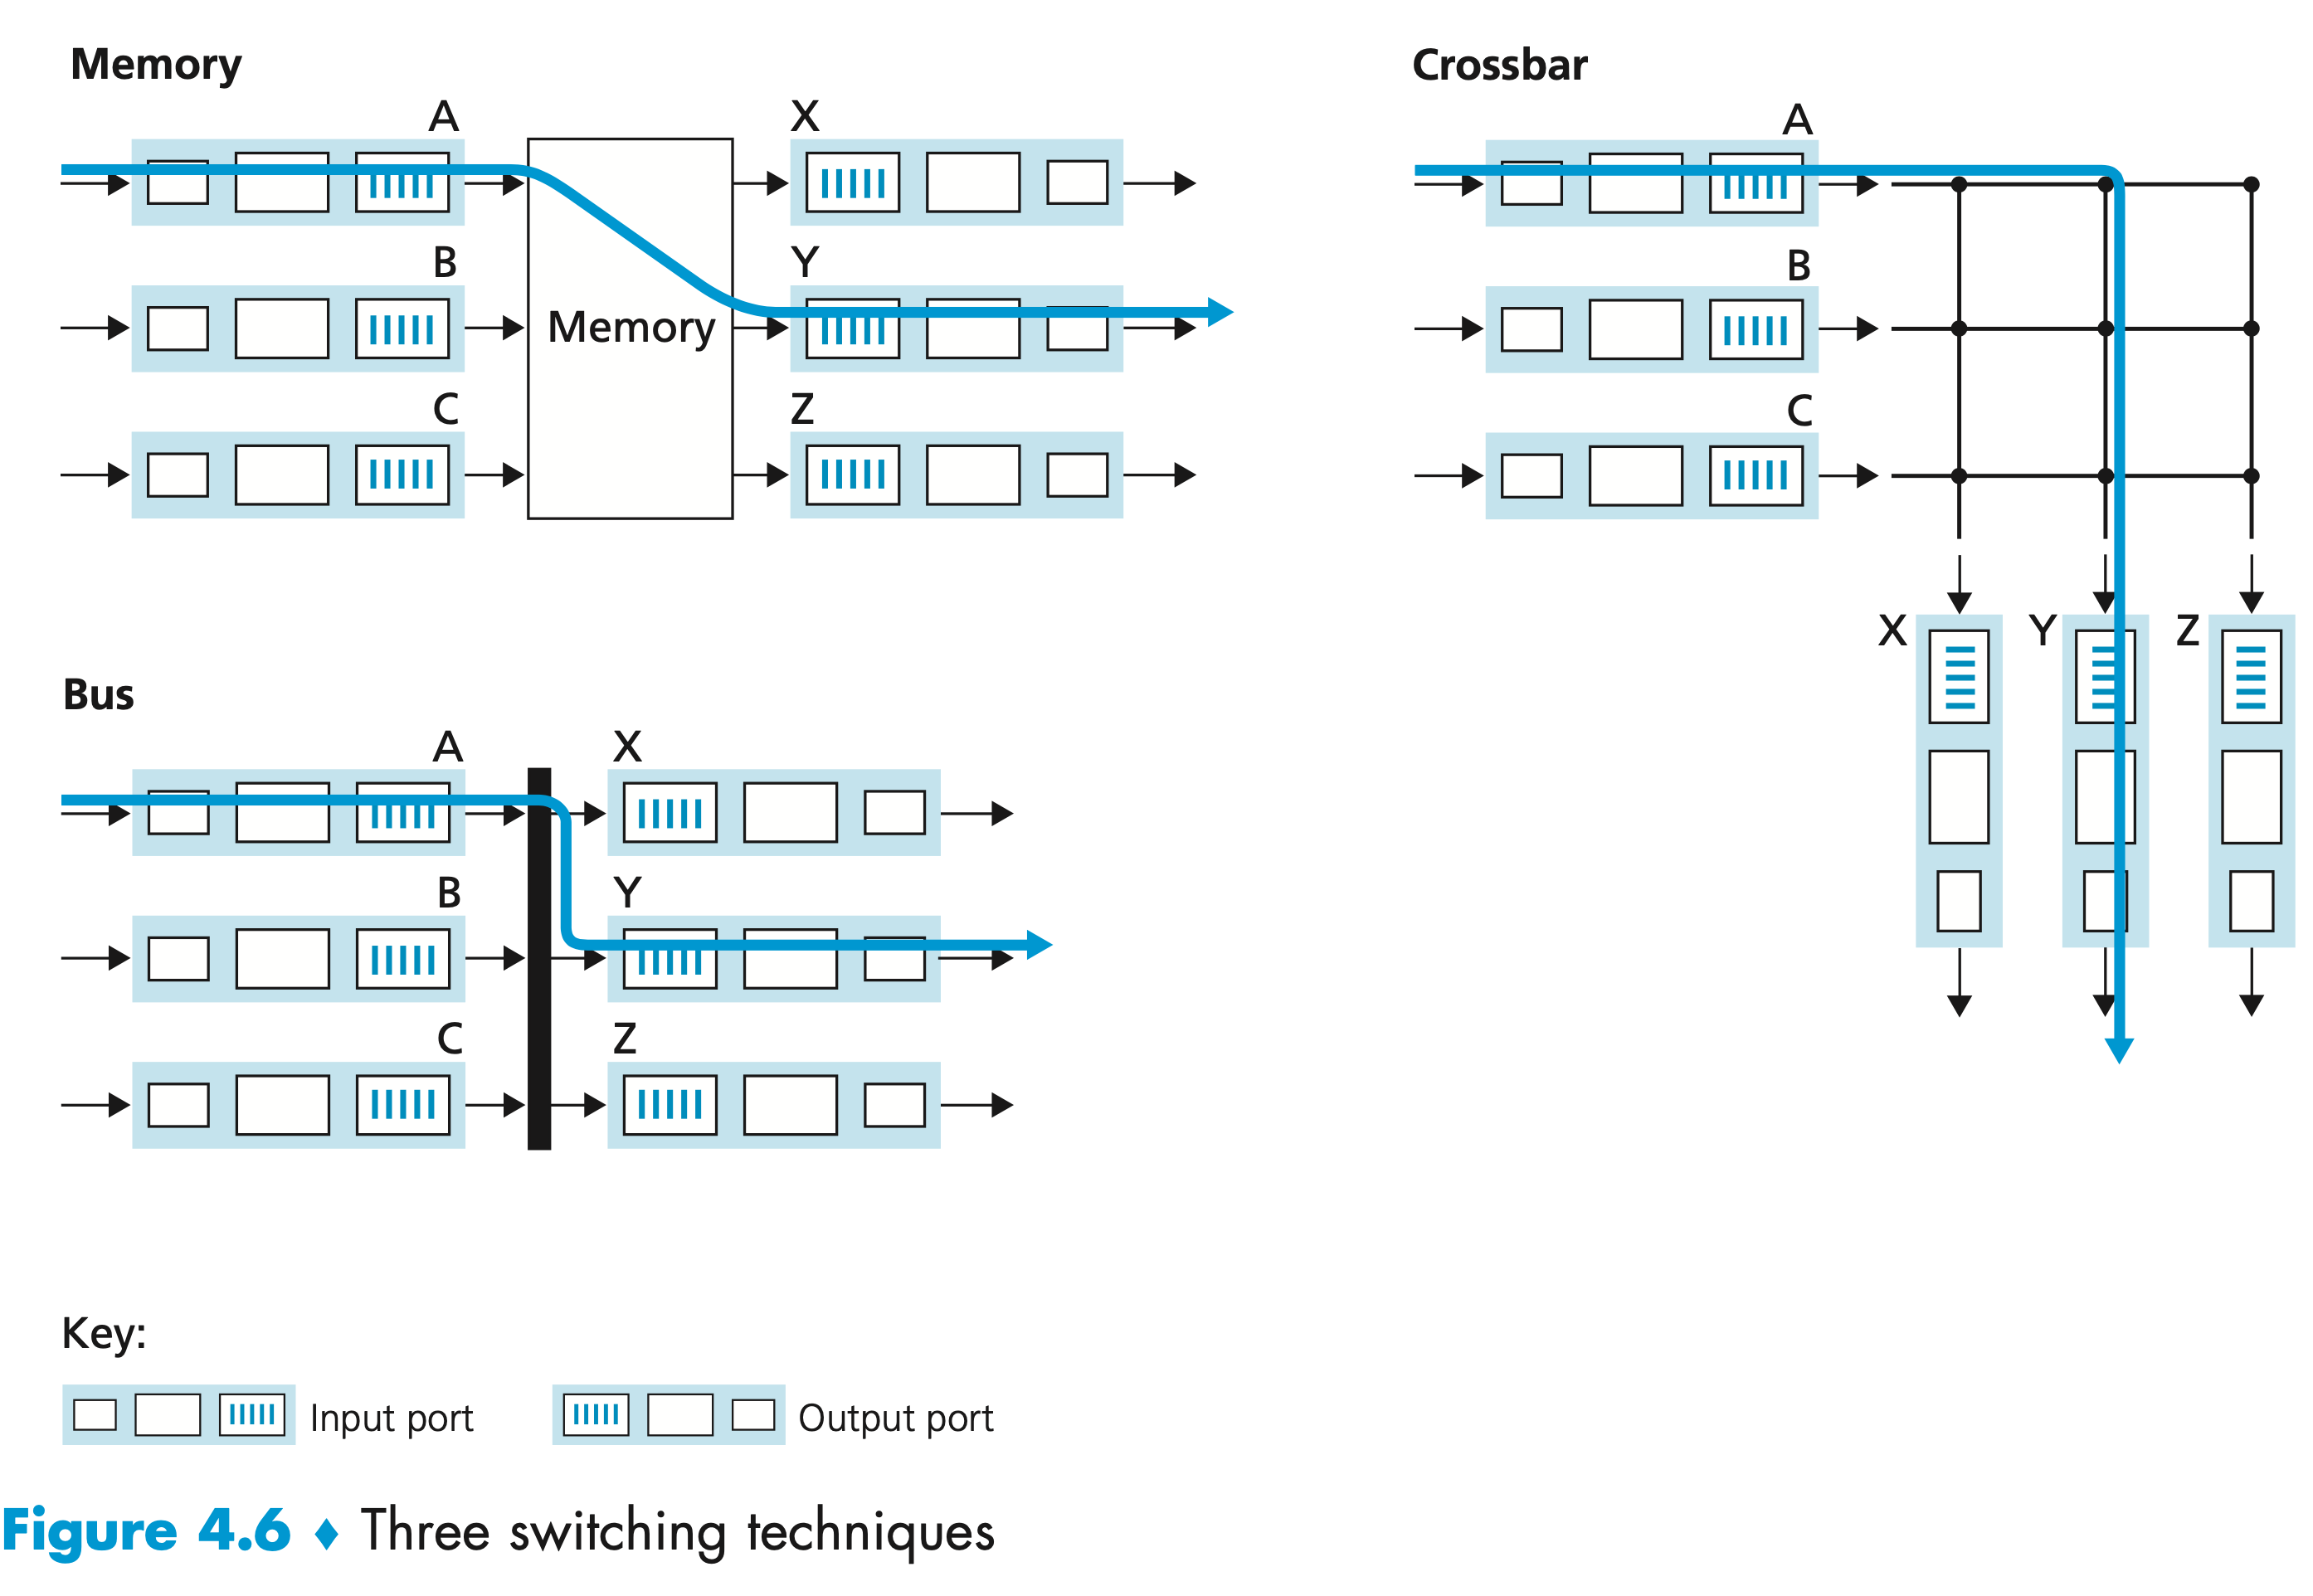 Memory
A
X
B
Y
Memory
C
Z
Crossbar
A
B
C
X
Y
Z
Bus
A
X
B
Y
C
Z
Key:
Input port
Output port
Figure 4.6 ♦ Three switching techniques